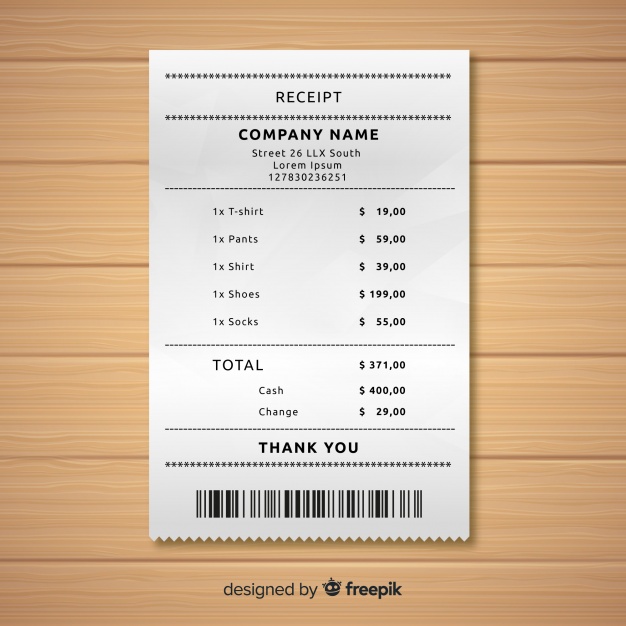 *****************************************************
RECEIPT
*****************************************************
COMPANY NAME
Street 26 LLX South
Lorem Ipsum
127830236251
--------------------------------------------------------------
1x T-shirt $ 19,00
1x Pants $ 59,00
1x Shirt $ 39,00
1x Shoes $ 199,00
1x Socks $ 55,00
--------------------------------------------------------------
TOTAL $ 371,00
Cash $ 400,00
Change $ 29,00
--------------------------------------------------------------
THANK YOU
*****************************************************
designed by freepik